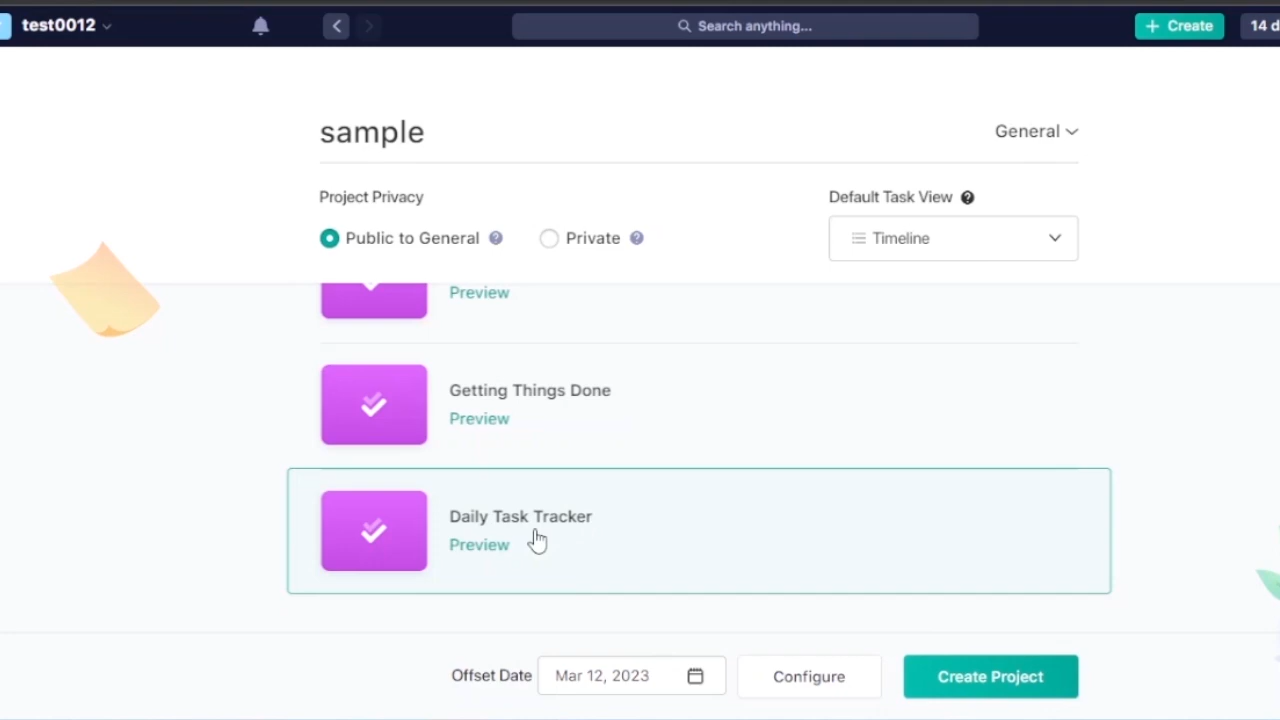 test0012
Search anything...
+ Create
14 d
sample
General
Project Privacy
Default Task View
Public to General
Private
Timeline
Preview
Getting Things Done
Preview
Daily Task Tracker
Preview
Offset Date
Mar 12, 2023
Configure
Create Project